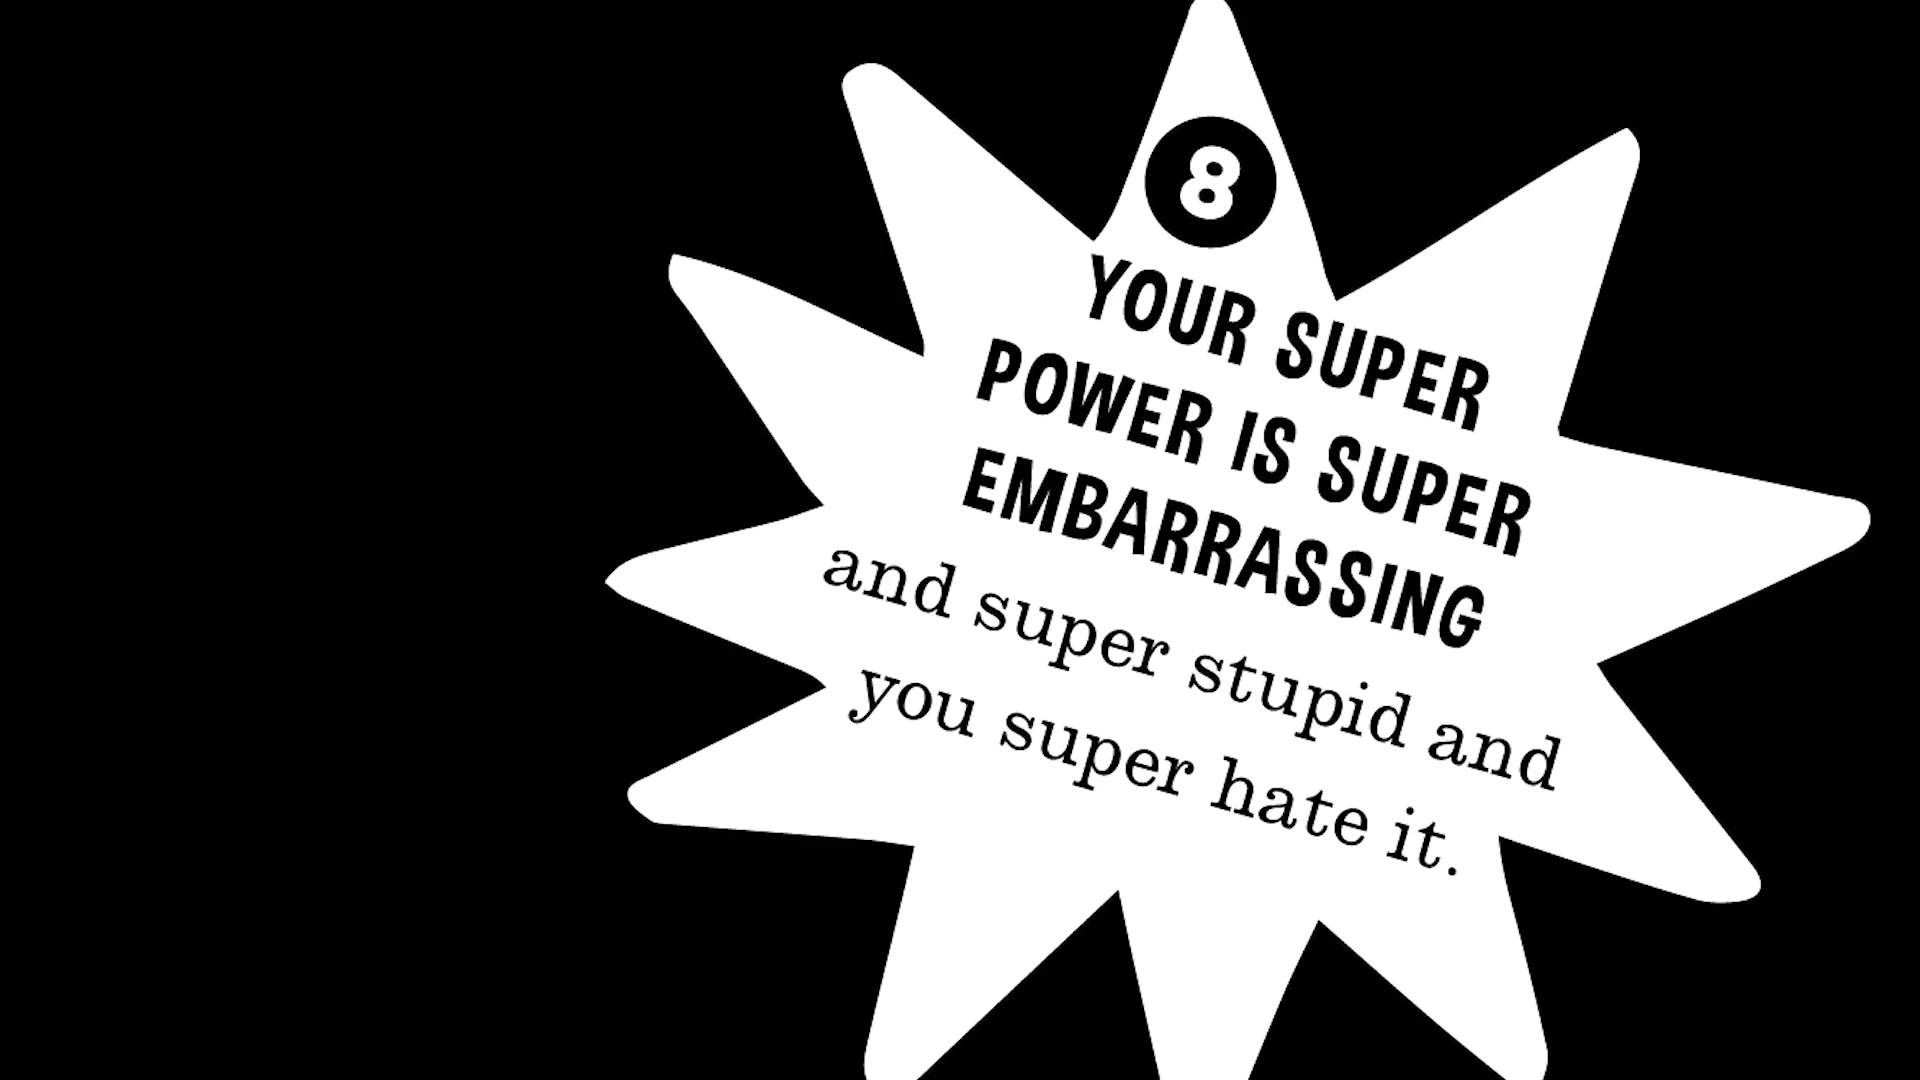 8
YOUR SUPER
POWER IS SUPER
EMBARRASSING
and super stupid and
you super hate it.